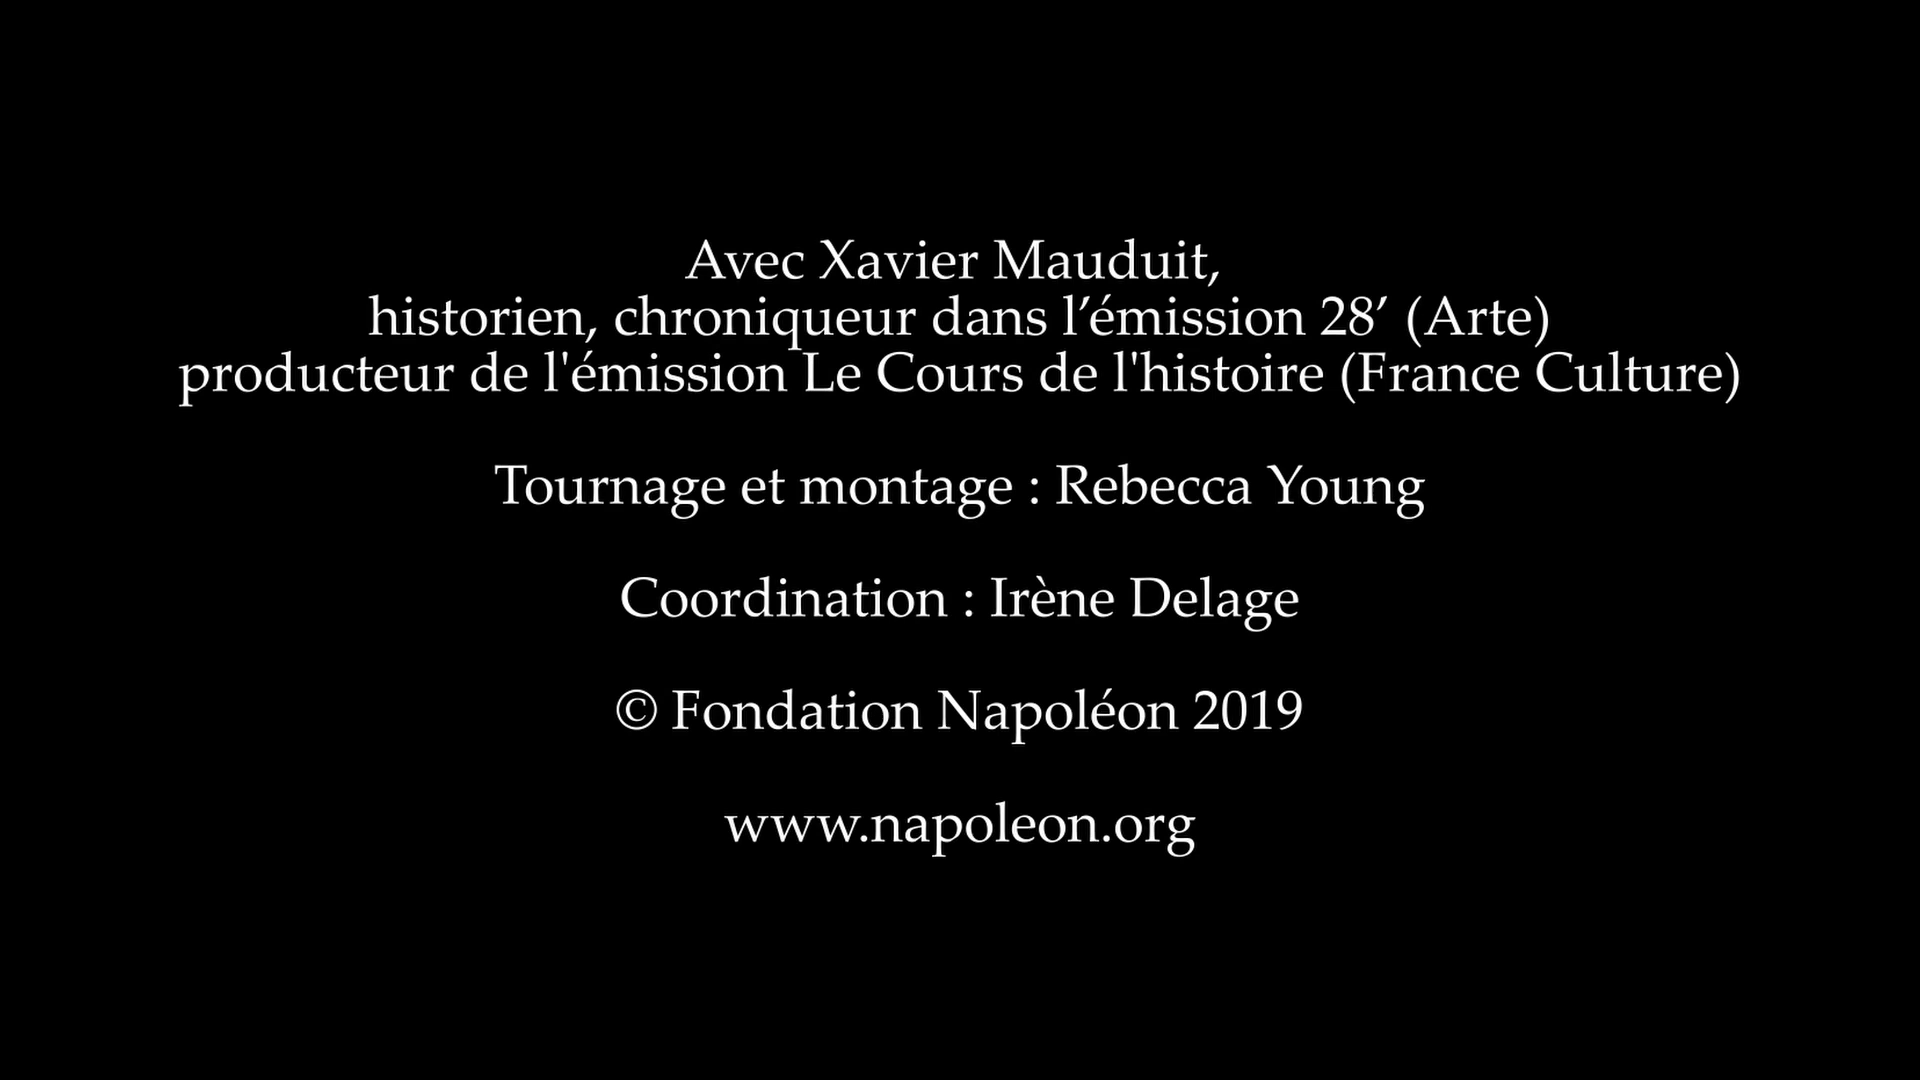 Avec Xavier Mauduit,
historien, chroniqueur dans l’émission 28’ (Arte)
producteur de l'émission Le Cours de l'histoire (France Culture)
Tournage et montage : Rebecca Young
Coordination : Irène Delage
© Fondation Napoléon 2019
www.napoleon.org